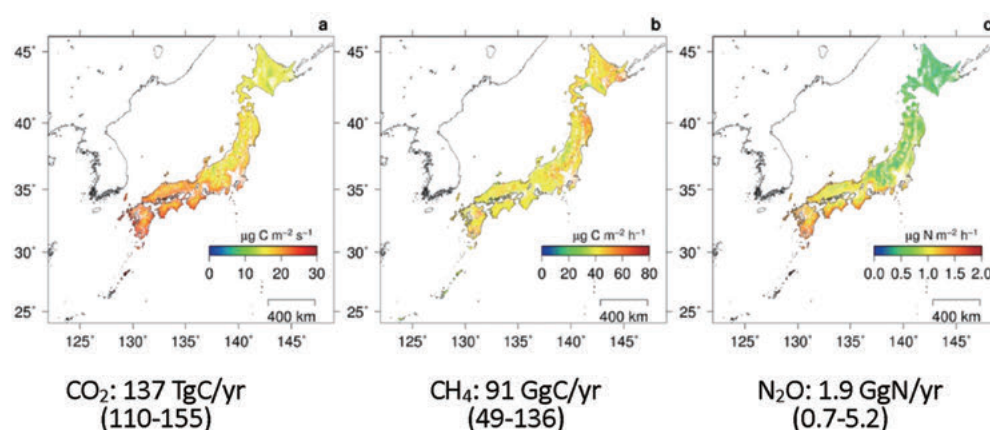 a
b
c
45°
40°
35°
30°
25°
125° 130° 135° 140° 145°
µg C m⁻² s⁻¹
0 10 20 30
400 km
45°
40°
35°
30°
25°
125° 130° 135° 140° 145°
µg C m⁻² h⁻¹
0 20 40 60 80
400 km
45°
40°
35°
30°
25°
125° 130° 135° 140° 145°
µg N m⁻² h⁻¹
0.0 0.5 1.0 1.5 2.0
400 km
CO₂: 137 TgC/yr
(110-155)
CH₄: 91 GgC/yr
(49-136)
N₂O: 1.9 GgN/yr
(0.7-5.2)